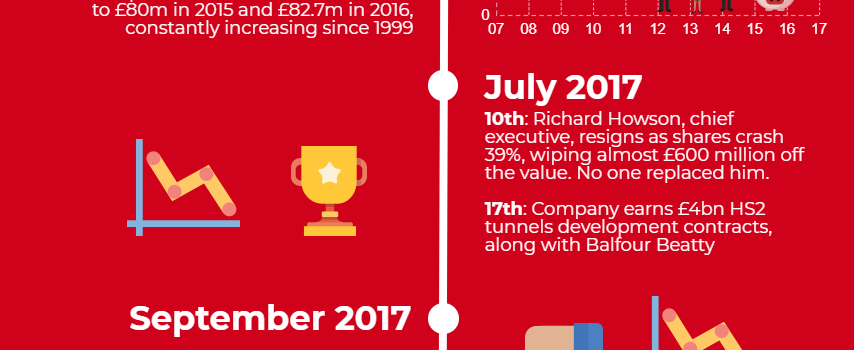 to £80m in 2015 and £82.7m in 2016,
constantly increasing since 1999
0
07 08 09 10 11 12 13 14 15 16 17
July 2017
10th: Richard Howson, chief
executive, resigns as shares crash
39%, wiping almost £600 million off
the value. No one replaced him.
17th: Company earns £4bn HS2
tunnels development contracts,
along with Balfour Beatty
September 2017